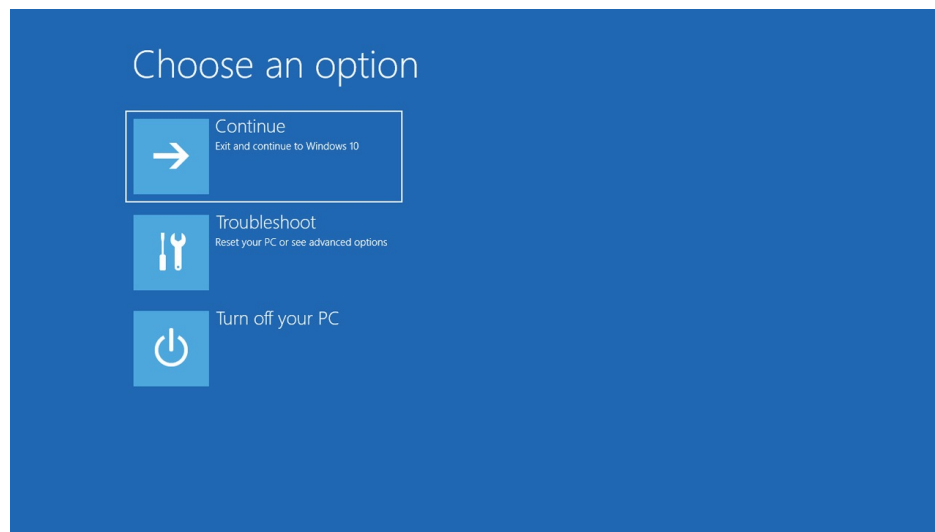 Choose an option
Continue
Exit and continue to Windows 10
Troubleshoot
Reset your PC or see advanced options
Turn off your PC